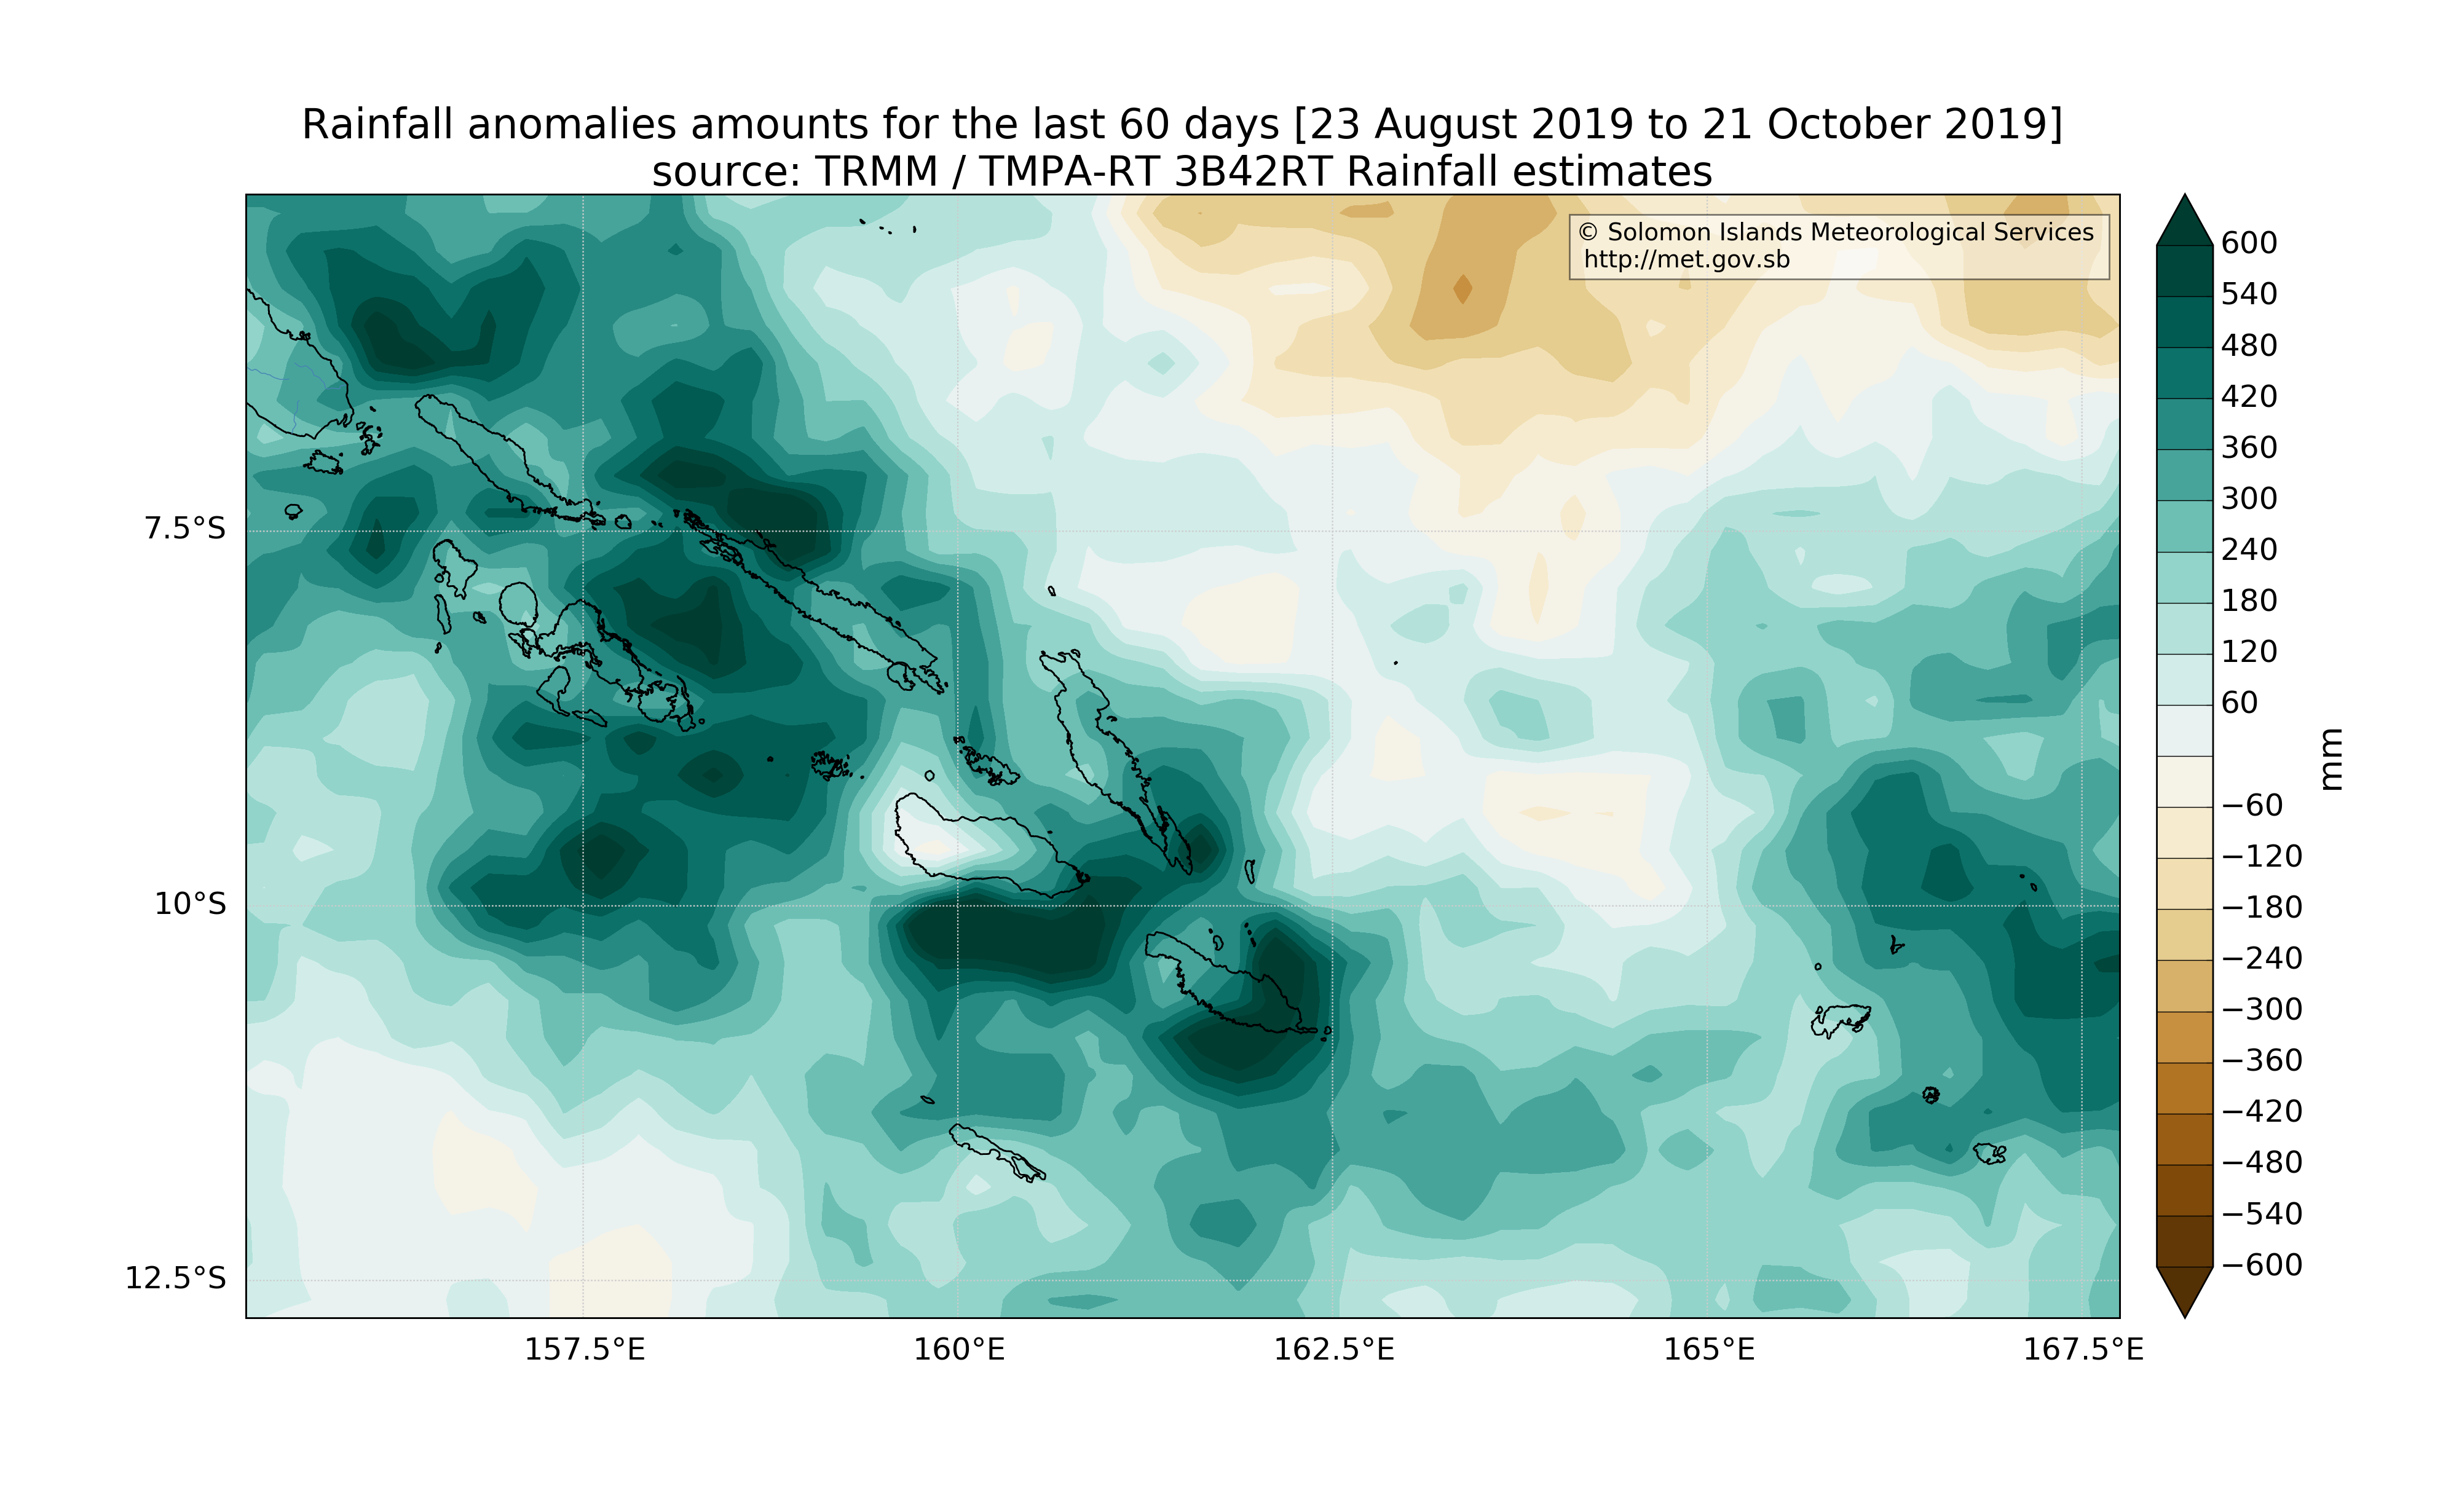 Rainfall anomalies amounts for the last 60 days [23 August 2019 to 21 October 2019]
source: TRMM / TMPA-RT 3B42RT Rainfall estimates
© Solomon Islands Meteorological Services
http://met.gov.sb
7.5°S
10°S
12.5°S
157.5°E
160°E
162.5°E
165°E
167.5°E
600
540
480
420
360
300
240
180
120
60
−60
−120
−180
−240
−300
−360
−420
−480
−540
−600
mm